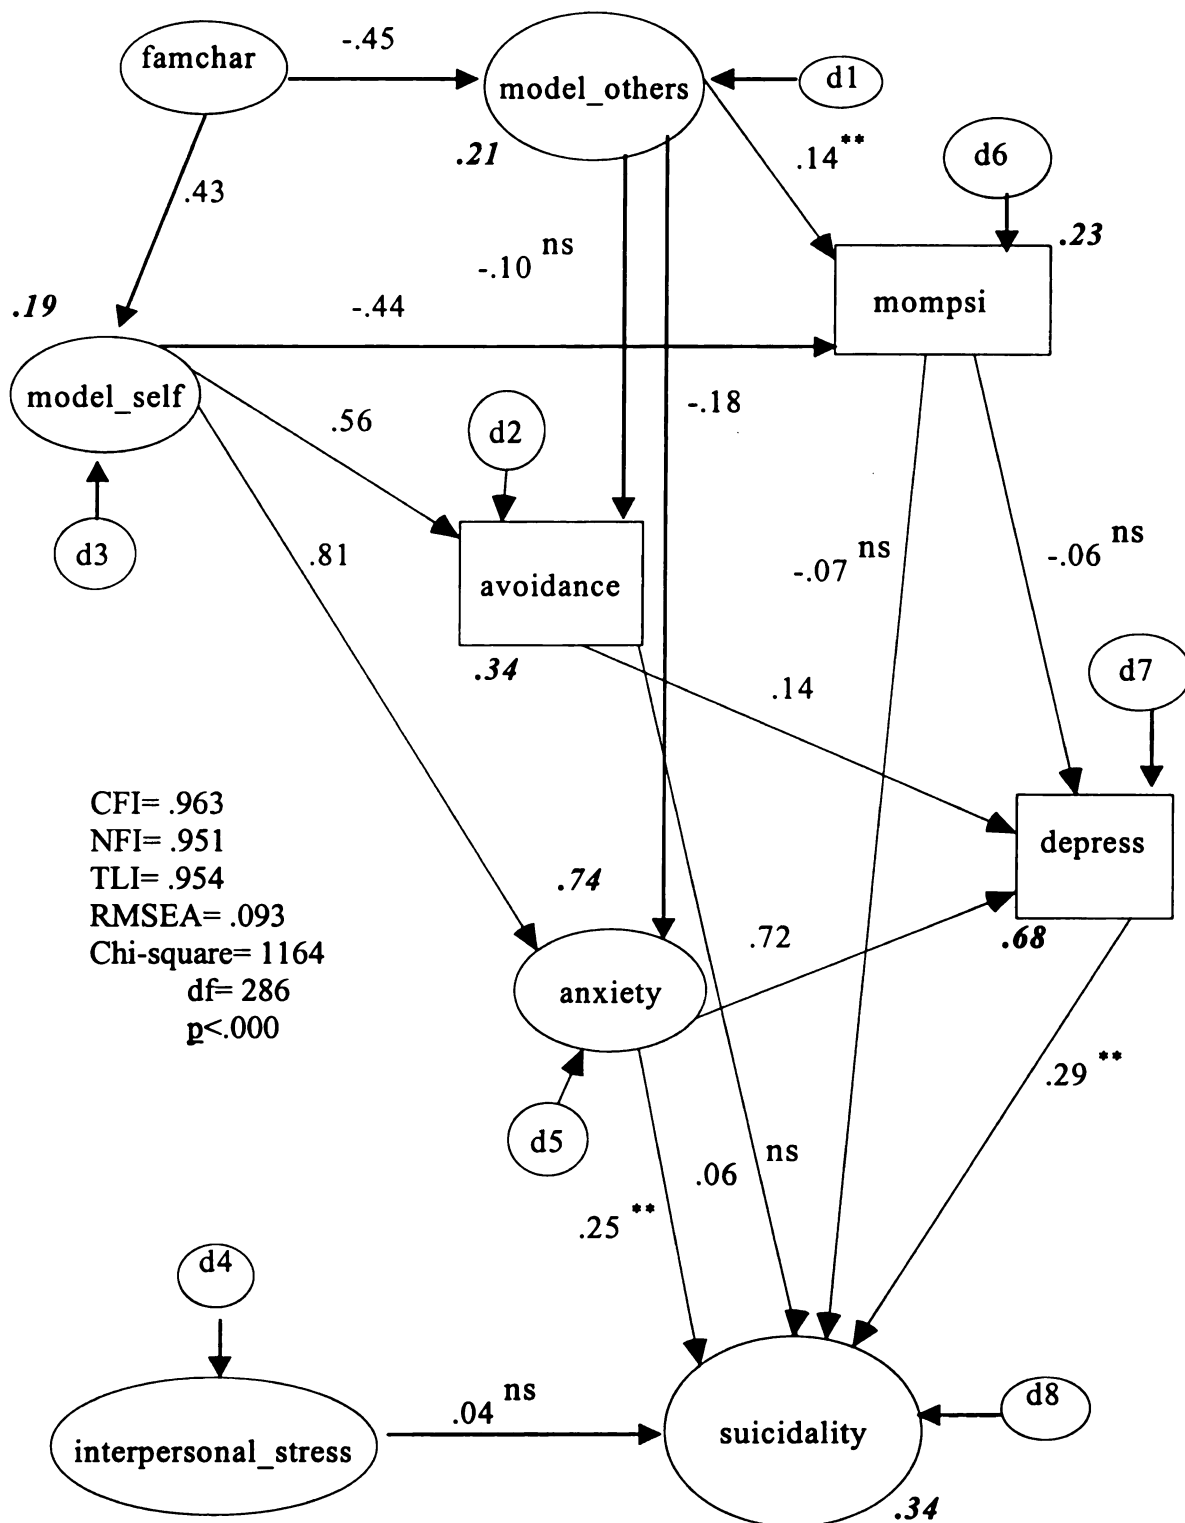 famchar
-.45
model_others
d1
.21
.14**
d6
.23
.43
-.10 ns
.19
-.44
mompsi
model_self
.56
d2
-.18
d3
.81
avoidance
-.07 ns
-.06 ns
.34
.14
d7
CFI= .963
NFI= .951
TLI= .954
RMSEA= .093
Chi-square= 1164
df= 286
p<.000
.74
depress
.72
.68
anxiety
d5
.29 **
.06 ns
.25 **
d4
.04 ns
interpersonal_stress
suicidality
d8
.34